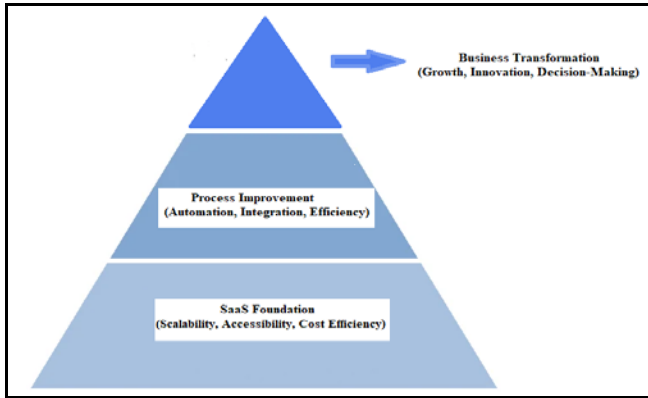 Business Transformation
(Growth, Innovation, Decision-Making)
Process Improvement
(Automation, Integration, Efficiency)
SaaS Foundation
(Scalability, Accessibility, Cost Efficiency)